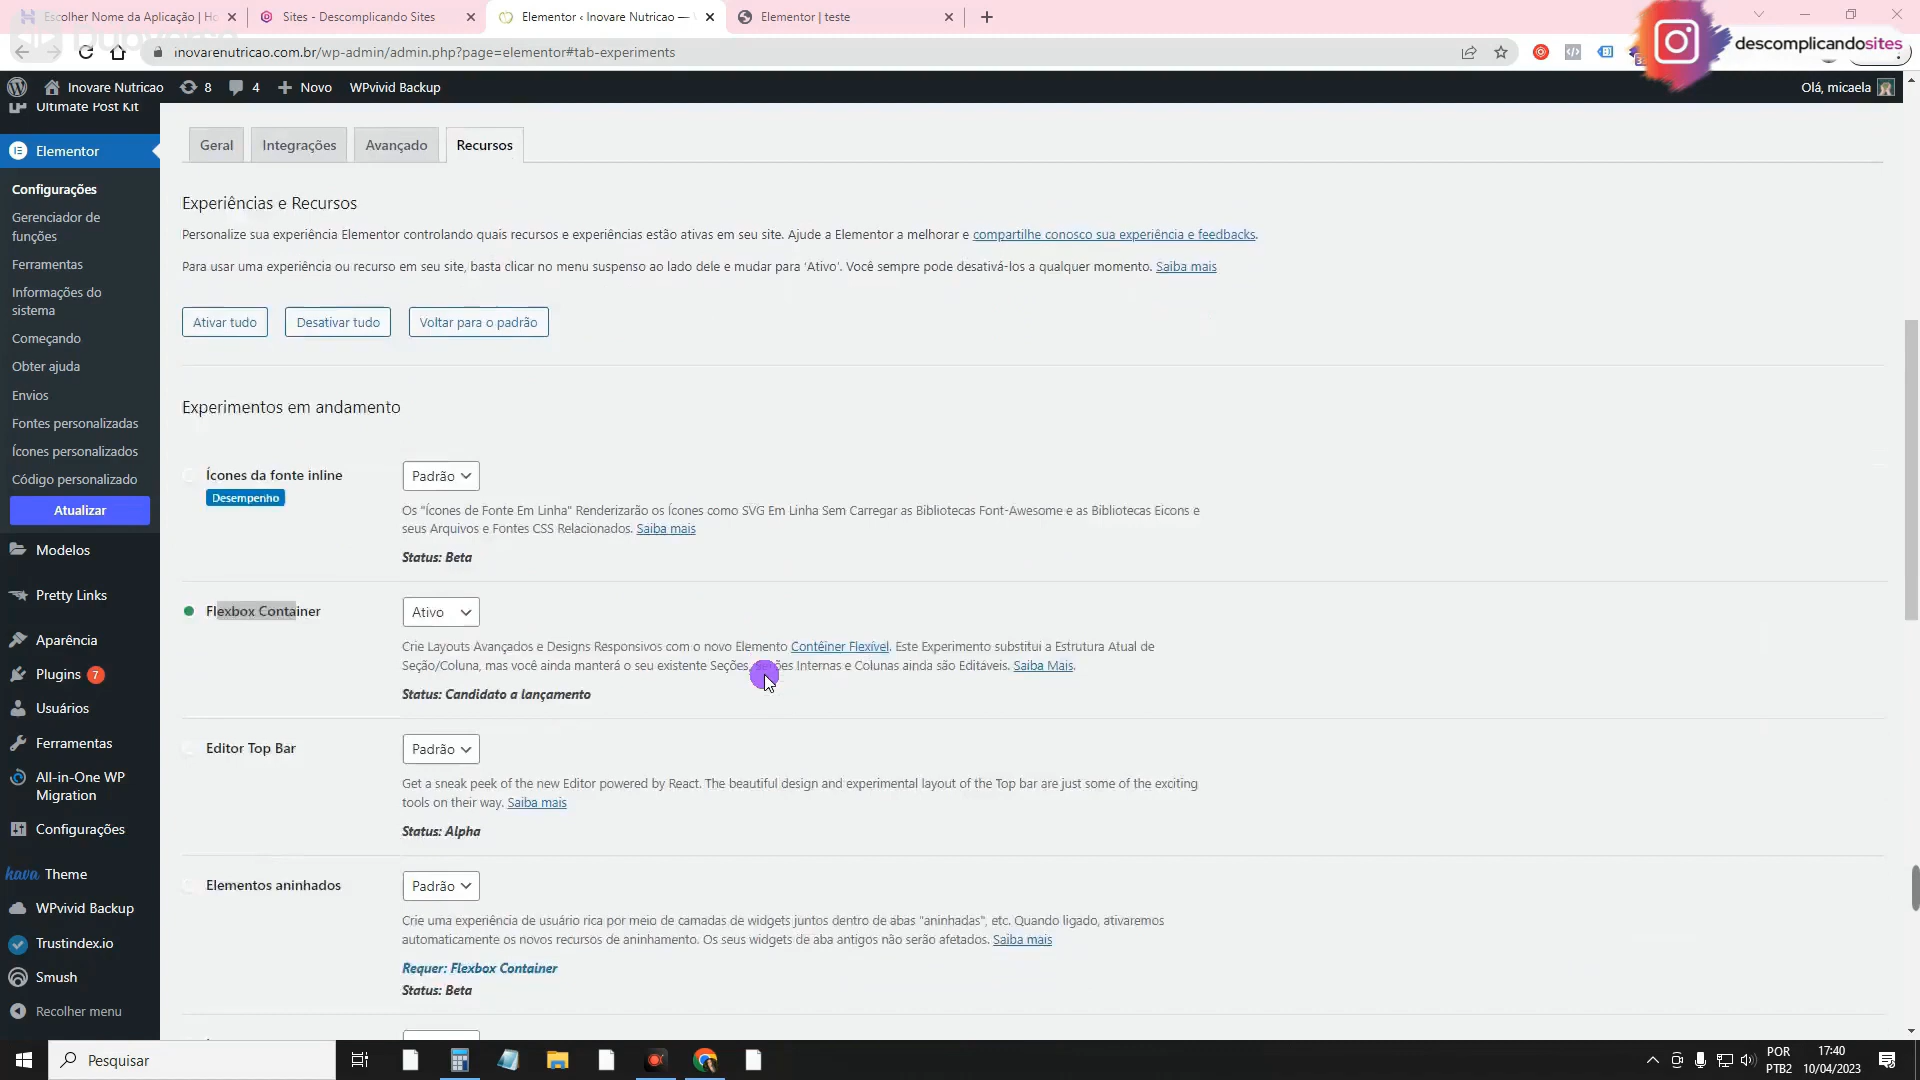 Escolher Nome da Aplicação | Ho
Sites - Descomplicando Sites
Elementor ‹ Inovare Nutricao —
Elementor | teste
descomplicandosites
inovarenutricao.com.br/wp-admin/admin.php?page=elementor#tab-experiments
Inovare Nutricao
8
4
Novo
WPvivid Backup
Olá, micaela
Ultimate Post Kit
Elementor
Configurações
Gerenciador de
funções
Ferramentas
Informações do
sistema
Começando
Obter ajuda
Envios
Fontes personalizadas
Ícones personalizados
Código personalizado
Atualizar
Modelos
Pretty Links
Aparência
Plugins 7
Usuários
Ferramentas
All-in-One WP
Migration
Configurações
hava Theme
WPvivid Backup
Trustindex.io
Smush
Recolher menu
Geral
Integrações
Avançado
Recursos
Experiências e Recursos
Personalize sua experiência Elementor controlando quais recursos e experiências estão ativas em seu site. Ajude a Elementor a melhorar e compartilhe conosco sua experiência e feedbacks.
Para usar uma experiência ou recurso em seu site, basta clicar no menu suspenso ao lado dele e mudar para 'Ativo'. Você sempre pode desativá-los a qualquer momento. Saiba mais
Ativar tudo
Desativar tudo
Voltar para o padrão
Experimentos em andamento
Ícones da fonte inline
Desempenho
Padrão
Os "Ícones de Fonte Em Linha" Renderizarão os Ícones como SVG Em Linha Sem Carregar as Bibliotecas Font-Awesome e as Bibliotecas Eicons e
seus Arquivos e Fontes CSS Relacionados. Saiba mais
Status: Beta
Flexbox Container
Ativo
Crie Layouts Avançados e Designs Responsivos com o novo Elemento Contêiner Flexível. Este Experimento substitui a Estrutura Atual de
Seção/Coluna, mas você ainda manterá o seu existente Seções, Seções Internas e Colunas ainda são Editáveis. Saiba Mais.
Status: Candidato a lançamento
Editor Top Bar
Padrão
Get a sneak peek of the new Editor powered by React. The beautiful design and experimental layout of the Top bar are just some of the exciting
tools on their way. Saiba mais
Status: Alpha
Elementos aninhados
Padrão
Crie uma experiência de usuário rica por meio de camadas de widgets juntos dentro de abas "aninhadas", etc. Quando ligado, ativaremos
automaticamente os novos recursos de aninhamento. Os seus widgets de aba antigos não serão afetados. Saiba mais
Requer: Flexbox Container
Status: Beta
Pesquisar
POR
PTB2
17:40
10/04/2023